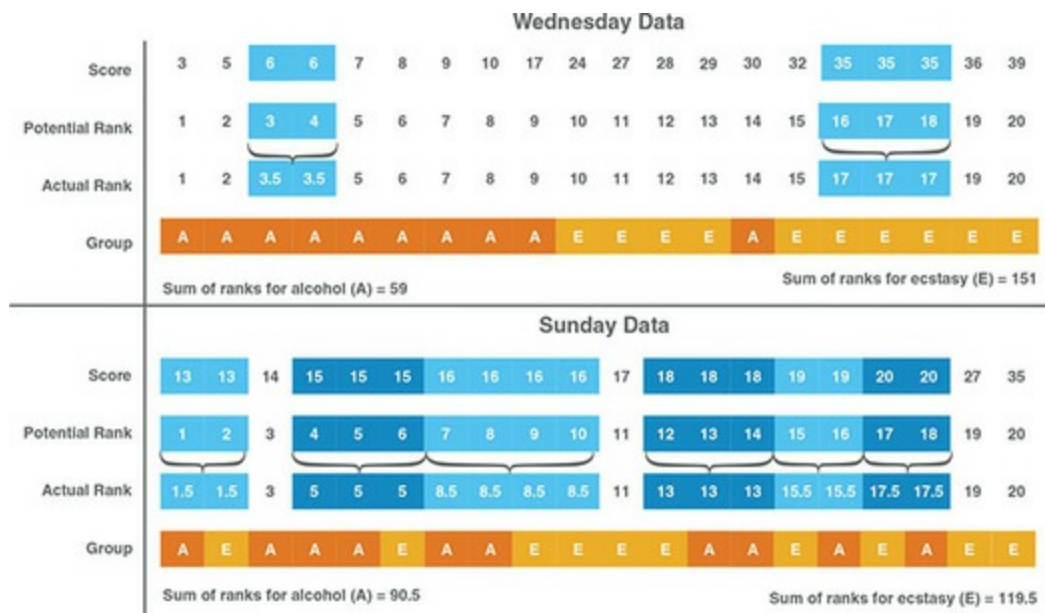 Wednesday Data
Score 3 5 6 6 7 8 9 10 17 24 27 28 29 30 32 35 35 35 36 39
Potential Rank 1 2 3 4 5 6 7 8 9 10 11 12 13 14 15 16 17 18 19 20
Actual Rank 1 2 3.5 3.5 5 6 7 8 9 10 11 12 13 14 15 17 17 17 19 20
Group A A A A A A A A A E E E E A E E E E E E
Sum of ranks for alcohol (A) = 59 Sum of ranks for ecstasy (E) = 151
Sunday Data
Score 13 13 14 15 15 15 16 16 16 16 17 18 18 18 19 19 20 20 27 35
Potential Rank 1 2 3 4 5 6 7 8 9 10 11 12 13 14 15 16 17 18 19 20
Actual Rank 1.5 1.5 3 5 5 5 8.5 8.5 8.5 8.5 11 13 13 13 15.5 15.5 17.5 17.5 19 20
Group A E A A A E A A E E E E A A E A E A E E
Sum of ranks for alcohol (A) = 90.5 Sum of ranks for ecstasy (E) = 119.5